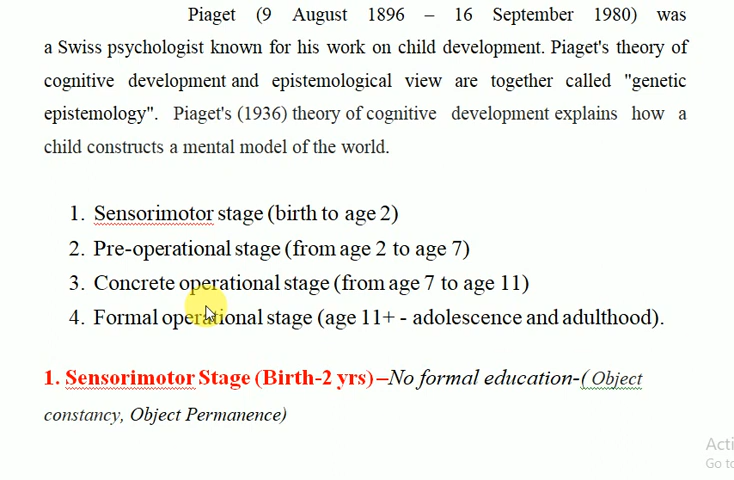 Piaget (9 August 1896 – 16 September 1980) was
a Swiss psychologist known for his work on child development. Piaget's theory of
cognitive development and epistemological view are together called "genetic
epistemology". Piaget's (1936) theory of cognitive development explains how a
child constructs a mental model of the world.
1. Sensorimotor stage (birth to age 2)
2. Pre-operational stage (from age 2 to age 7)
3. Concrete operational stage (from age 7 to age 11)
4. Formal operational stage (age 11+ - adolescence and adulthood).
1. Sensorimotor Stage (Birth-2 yrs)–No formal education-( Object
constancy, Object Permanence)
Acti
Go to